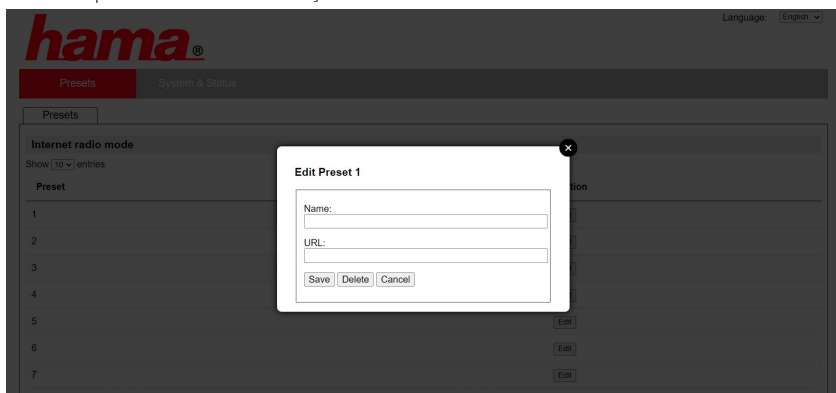 Language: English
hama®
Presets System & Status
Presets
Internet radio mode
Show 10 entries
Preset
1
2
3
4
5 Edit
6 Edit
7 Edit
Edit Preset 1
Name:
URL:
Save Delete Cancel